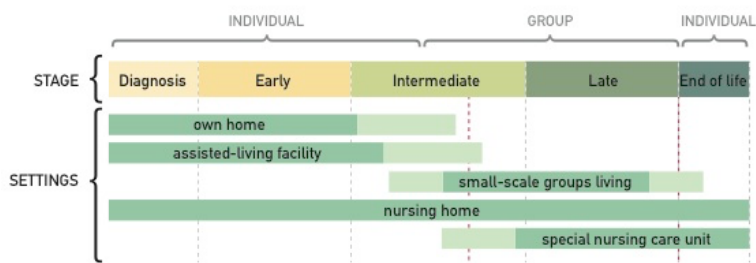 INDIVIDUAL GROUP INDIVIDUAL
STAGE Diagnosis Early Intermediate Late End of life
own home
assisted-living facility
SETTINGS small-scale groups living
nursing home
special nursing care unit